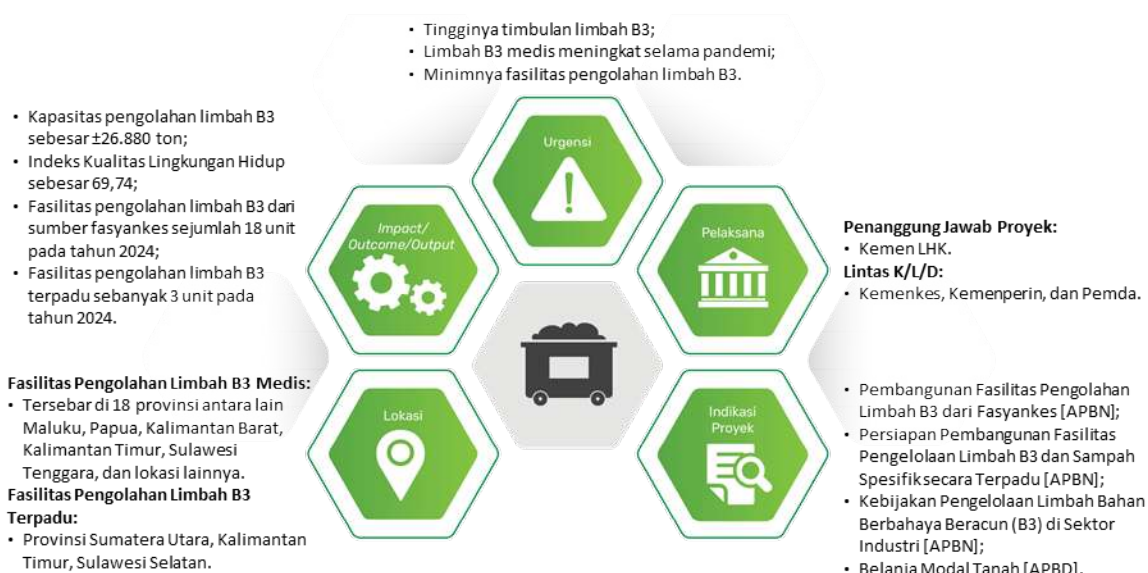 • Tingginya timbulan limbah B3;
• Limbah B3 medis meningkat selama pandemi;
• Minimnya fasilitas pengolahan limbah B3.
Urgensi
• Kapasitas pengolahan limbah B3
sebesar ±26.880 ton;
• Indeks Kualitas Lingkungan Hidup
sebesar 69,74;
• Fasilitas pengolahan limbah B3 dari
sumber fasyankes sejumlah 18 unit
pada tahun 2024;
• Fasilitas pengolahan limbah B3
terpadu sebanyak 3 unit pada
tahun 2024.
Impact/
Outcome/Output
Pelaksana
Penanggung Jawab Proyek:
• Kemen LHK.
Lintas K/L/D:
• Kemenkes, Kemenperin, dan Pemda.
Fasilitas Pengolahan Limbah B3 Medis:
• Tersebar di 18 provinsi antara lain
Maluku, Papua, Kalimantan Barat,
Kalimantan Timur, Sulawesi
Tenggara, dan lokasi lainnya.
Fasilitas Pengolahan Limbah B3
Terpadu:
• Provinsi Sumatera Utara, Kalimantan
Timur, Sulawesi Selatan.
Lokasi
Indikasi
Proyek
• Pembangunan Fasilitas Pengolahan
Limbah B3 dari Fasyankes [APBN];
• Persiapan Pembangunan Fasilitas
Pengelolaan Limbah B3 dan Sampah
Spesifik secara Terpadu [APBN];
• Kebijakan Pengelolaan Limbah Bahan
Berbahaya Beracun (B3) di Sektor
Industri [APBN];
• Belanja Modal Tanah [APBD].